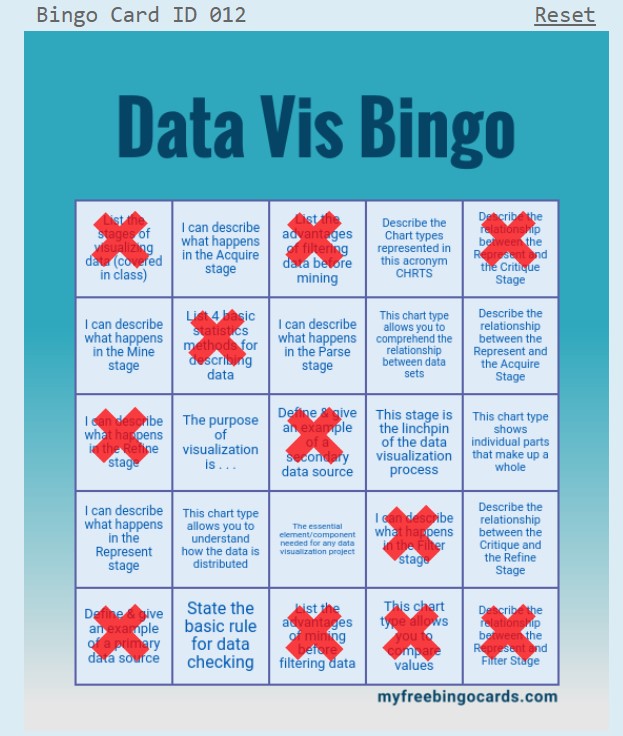 Bingo Card ID 012
Reset
Data Vis Bingo
List the
stages of
visualizing
data (covered
in class)
I can describe
what happens
in the Acquire
stage
List the
advantages
of filtering
data before
mining
Describe the
Chart types
represented in
this acronym
CHRTS
Describe the
relationship
between the
Represent and
the Critique
Stage
I can describe
what happens
in the Mine
stage
List 4 basic
statistics
methods for
describing
data
I can describe
what happens
in the Parse
stage
This chart type
allows you to
comprehend the
relationship
between data
sets
Describe the
relationship
between the
Represent and
the Acquire
Stage
I can describe
what happens
in the Refine
stage
The purpose
of
visualization
is . . .
Define & give
an example
of a
secondary
data source
This stage is
the linchpin
of the data
visualization
process
This chart type
shows
individual parts
that make up a
whole
I can describe
what happens
in the
Represent
stage
This chart type
allows you to
understand
how the data is
distributed
The essential
element/component
needed for any data
visualization project
I can describe
what happens
in the Filter
stage
Describe the
relationship
between the
Critique and
the Refine
Stage
Define & give
an example
of a primary
data source
State the
basic rule
for data
checking
List the
advantages
of mining
before
filtering data
This chart
type allows
you to
compare
values
Describe the
relationship
between the
Represent and
Filter Stage
myfreebingocards.com